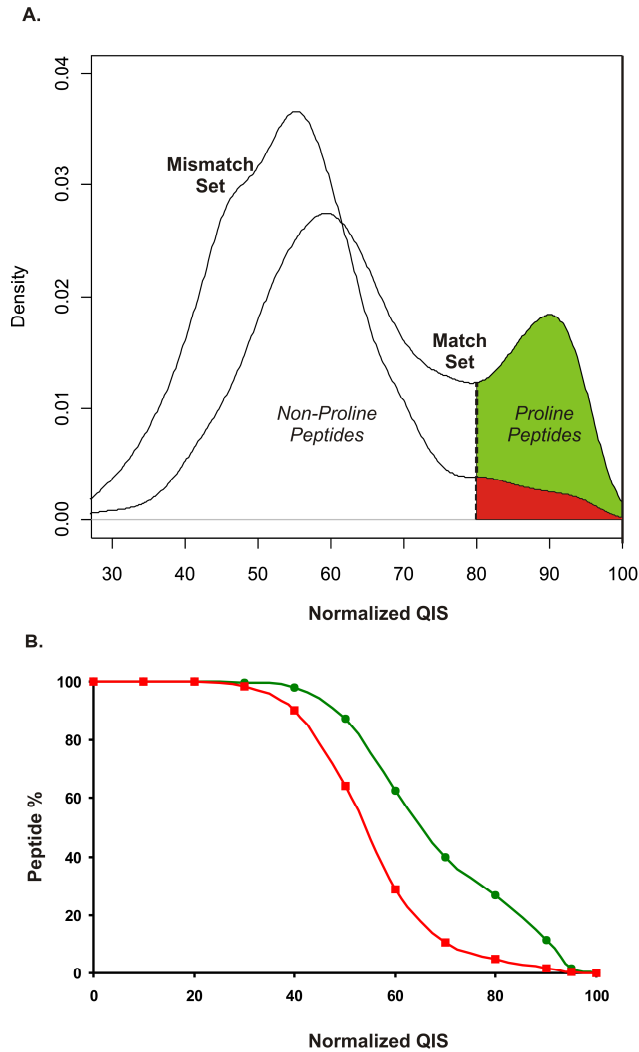 A.
0.04
0.03
0.02
0.01
0.00
Density
Mismatch
Set
Match
Set
Non-Proline
Peptides
Proline
Peptides
30 40 50 60 70 80 90 100
Normalized QIS
B.
100
80
60
40
20
0
Peptide %
0 20 40 60 80 100
Normalized QIS